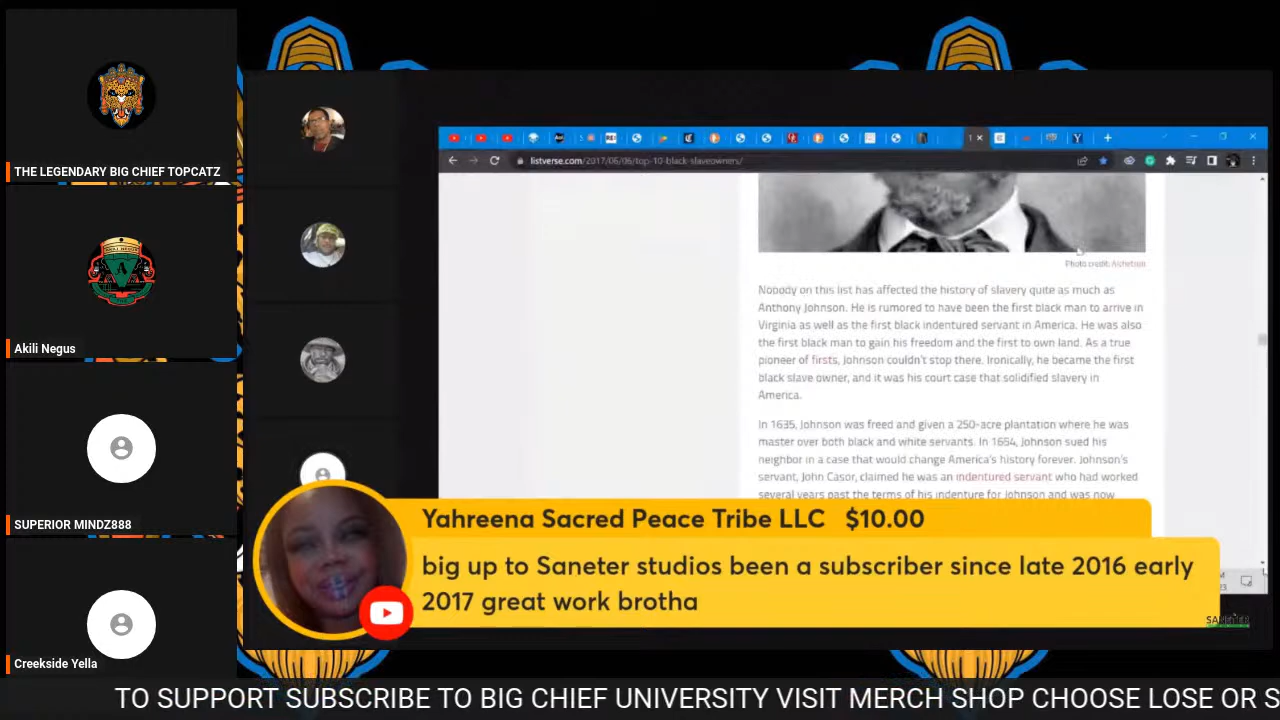 THE LEGENDARY BIG CHIEF TOPCATZ
Akili Negus
SUPERIOR MINDZ888
Creekside Yella
listverse.com/2017/06/06/top-10-black-slaveowners/
Photo credit:
Nobody on this list has affected the history of slavery quite as much as
Anthony Johnson. He is rumored to have been the first black man to arrive in
Virginia as well as the first black indentured servant in America. He was also
the first black man to gain his freedom and the first to own land. As a true
pioneer of firsts, Johnson couldn't stop there. Ironically, he became the first
black slave owner, and it was his court case that solidified slavery in
America.
In 1635, Johnson was freed and given a 250-acre plantation where he was
master over both black and white servants. In 1654, Johnson sued his
neighbor in a case that would change America's history forever. Johnson's
servant, John Casor, claimed he was an indentured servant who had worked
several years past the terms of his indenture for Johnson and was now
Yahreena Sacred Peace Tribe LLC $10.00
big up to Saneter studios been a subscriber since late 2016 early
2017 great work brotha
SANETER
TO SUPPORT SUBSCRIBE TO BIG CHIEF UNIVERSITY VISIT MERCH SHOP CHOOSE LOSE OR S